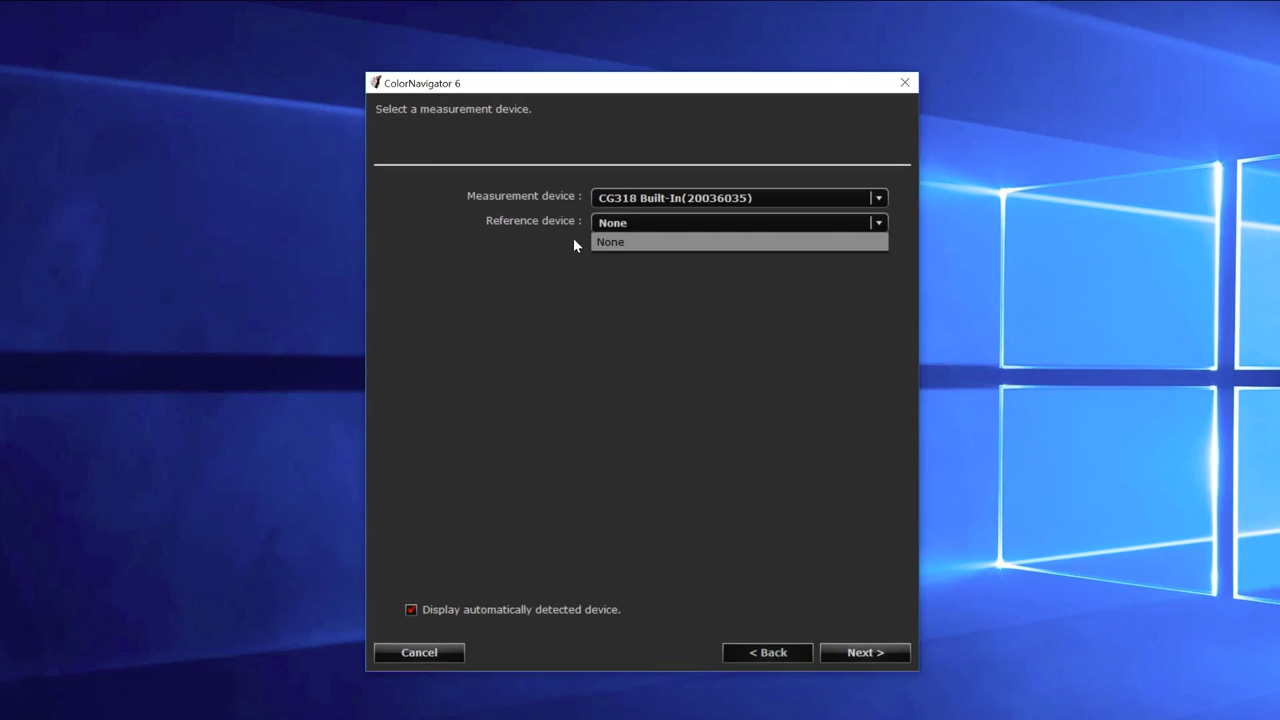 ColorNavigator 6
Select a measurement device.
Measurement device : CG318 Built-In(20036035)
Reference device : None
None
Display automatically detected device.
Cancel < Back Next >